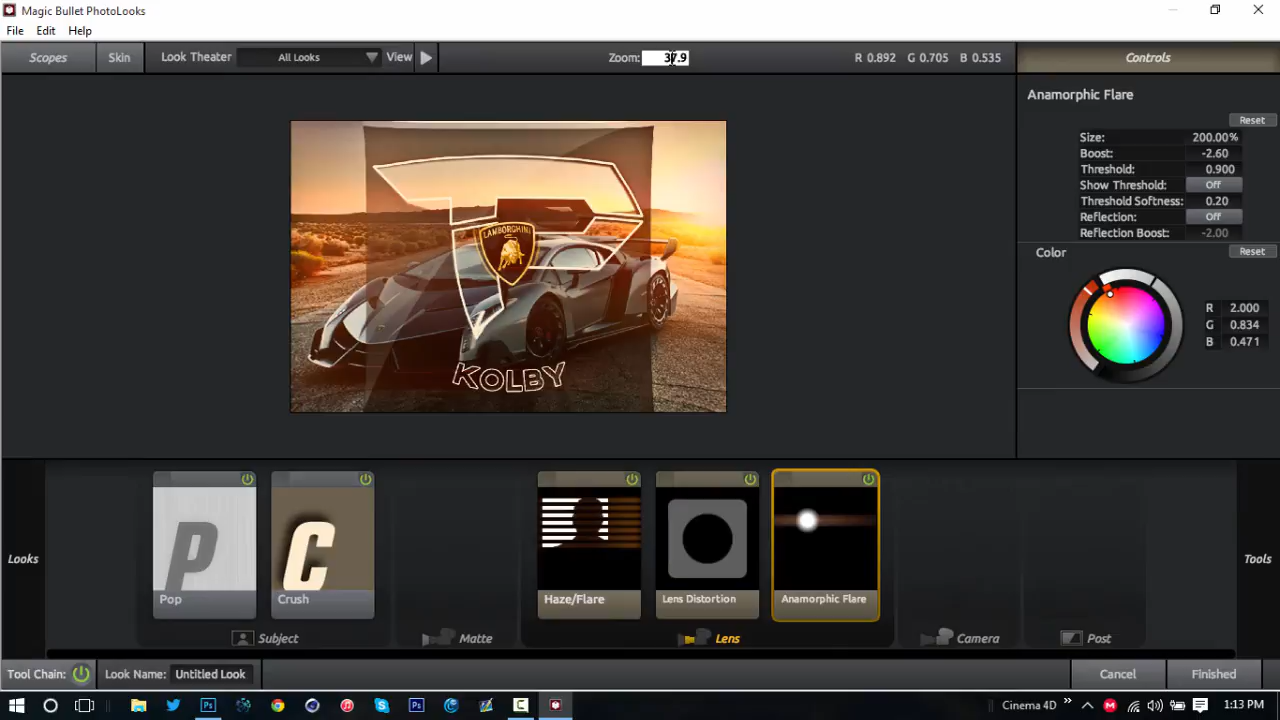 Magic Bullet PhotoLooks
File Edit Help
Scopes Skin Look Theater All Looks View Zoom: 37.9 R 0.892 G 0.705 B 0.535 Controls
Anamorphic Flare
Reset
Size: 200.00%
Boost: -2.60
Threshold: 0.900
Show Threshold: Off
Threshold Softness: 0.20
Reflection: Off
Reflection Boost: -2.00
Color Reset
R 2.000
G 0.834
B 0.471
LAMBORGHINI
KOLBY
P C
Looks Tools
Pop Crush Haze/Flare Lens Distortion Anamorphic Flare
Subject Matte Lens Camera Post
Tool Chain: Look Name: Untitled Look Cancel Finished
Ps Ps Cinema 4D » 1:13 PM